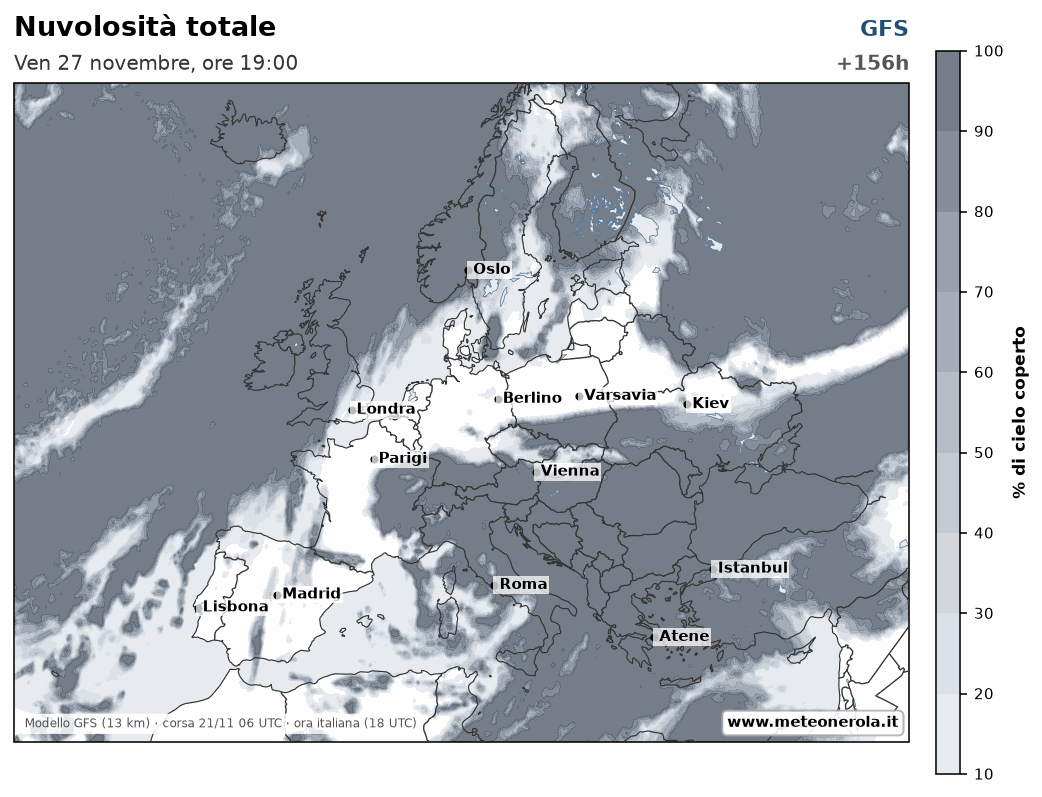 Nuvolosità totale
GFS
Ven 27 novembre, ore 19:00
+156h
100
90
80
70
60
50
40
30
20
10
% di cielo coperto
Oslo
Berlino
Varsavia
Kiev
Londra
Parigi
Vienna
Istanbul
Roma
Madrid
Lisbona
Atene
Modello GFS (13 km) · corsa 21/11 06 UTC · ora italiana (18 UTC)
www.meteonerola.it